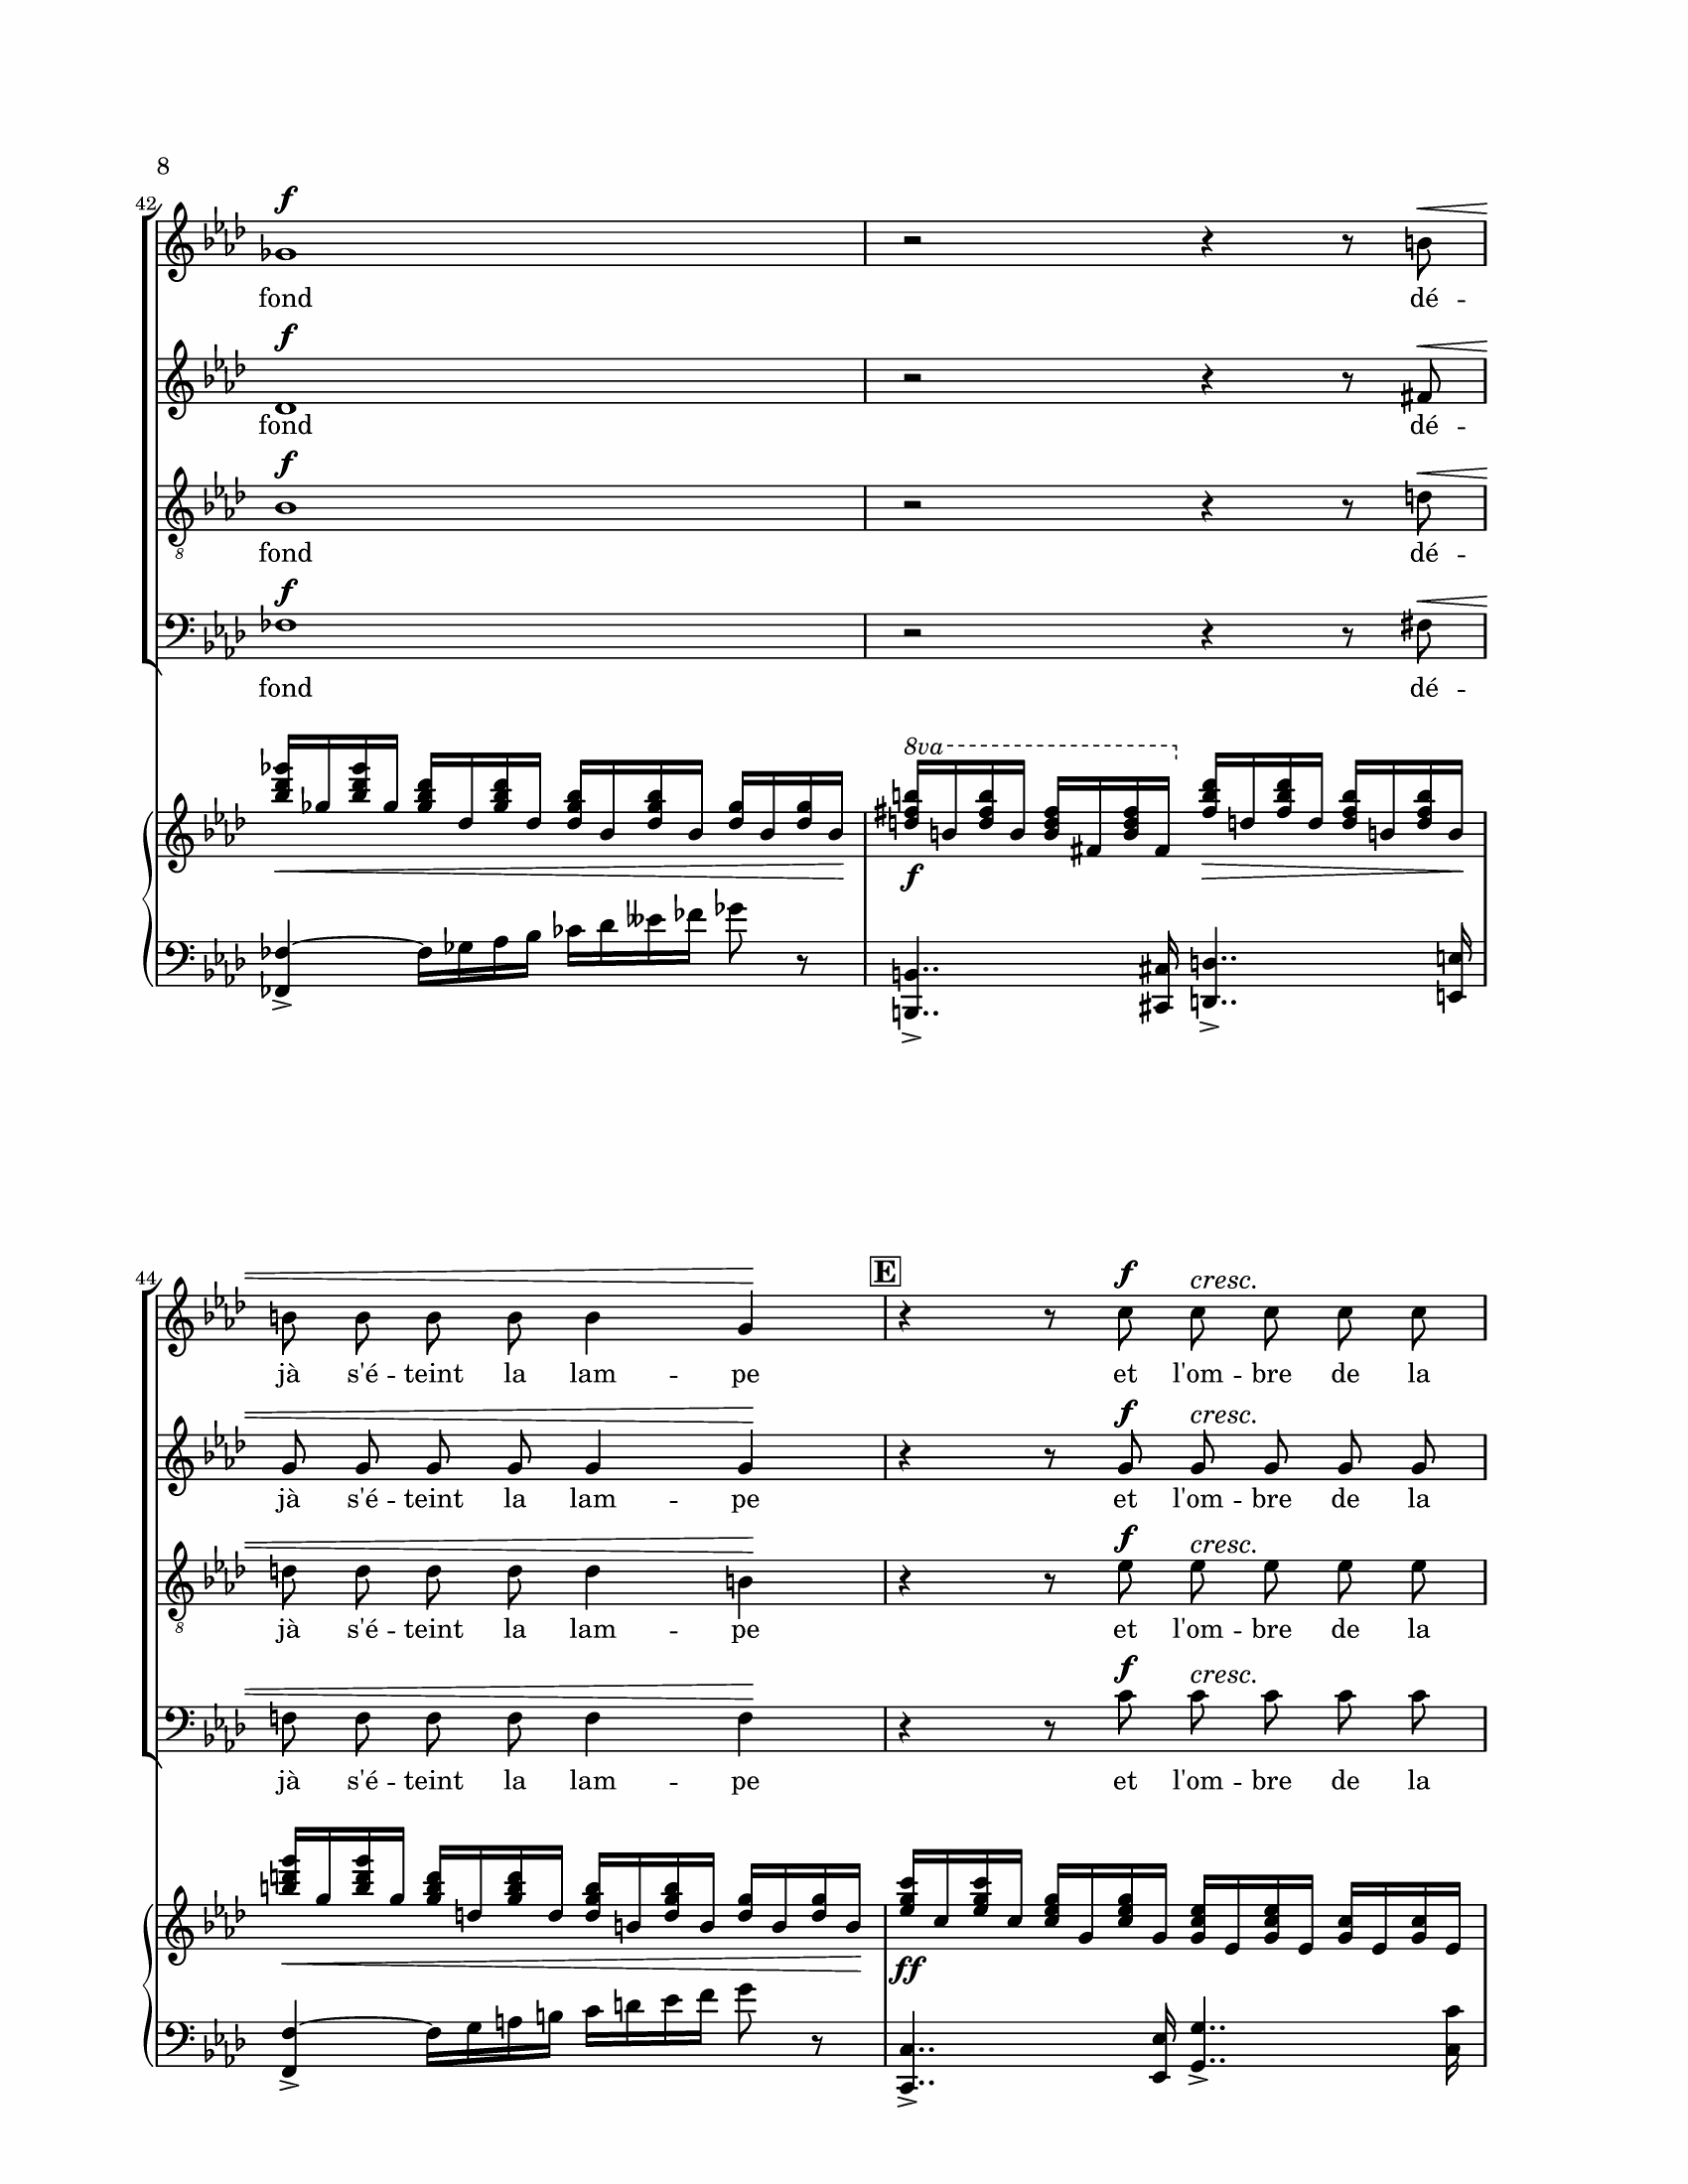 8
42
f
fond dé --
f
fond dé --
8
f
fond dé --
f
fond dé --
8va
f
44
E
f cresc.
jà s'é -- teint la lam -- pe et l'om -- bre de la
f cresc.
jà s'é -- teint la lam -- pe et l'om -- bre de la
8
f cresc.
jà s'é -- teint la lam -- pe et l'om -- bre de la
f cresc.
jà s'é -- teint la lam -- pe et l'om -- bre de la
ff